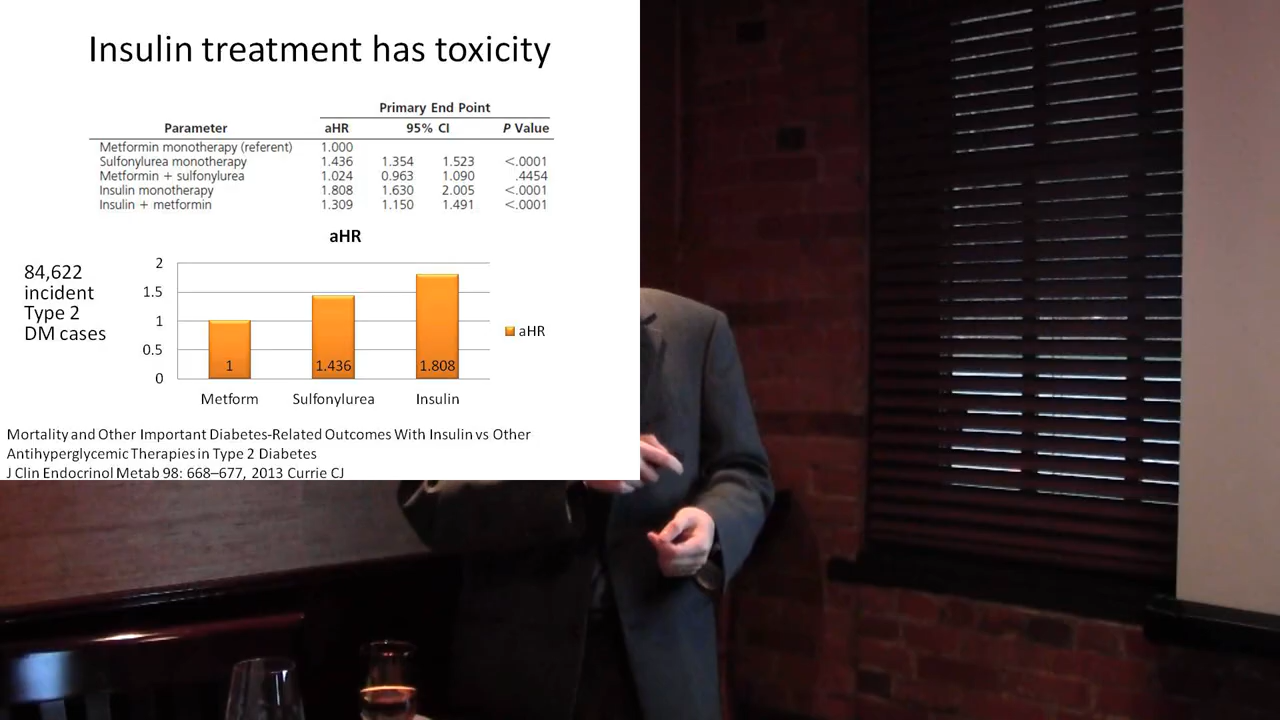 Insulin treatment has toxicity
Primary End Point
Parameter aHR 95% CI P Value
Metformin monotherapy (referent) 1.000
Sulfonylurea monotherapy 1.436 1.354 1.523 <.0001
Metformin + sulfonylurea 1.024 0.963 1.090 .4454
Insulin monotherapy 1.808 1.630 2.005 <.0001
Insulin + metformin 1.309 1.150 1.491 <.0001
aHR
84,622
incident
Type 2
DM cases
2
1.5
1
0.5
0
1 1.436 1.808
Metform Sulfonylurea Insulin
aHR
Mortality and Other Important Diabetes-Related Outcomes With Insulin vs Other
Antihyperglycemic Therapies in Type 2 Diabetes
J Clin Endocrinol Metab 98: 668–677, 2013 Currie CJ